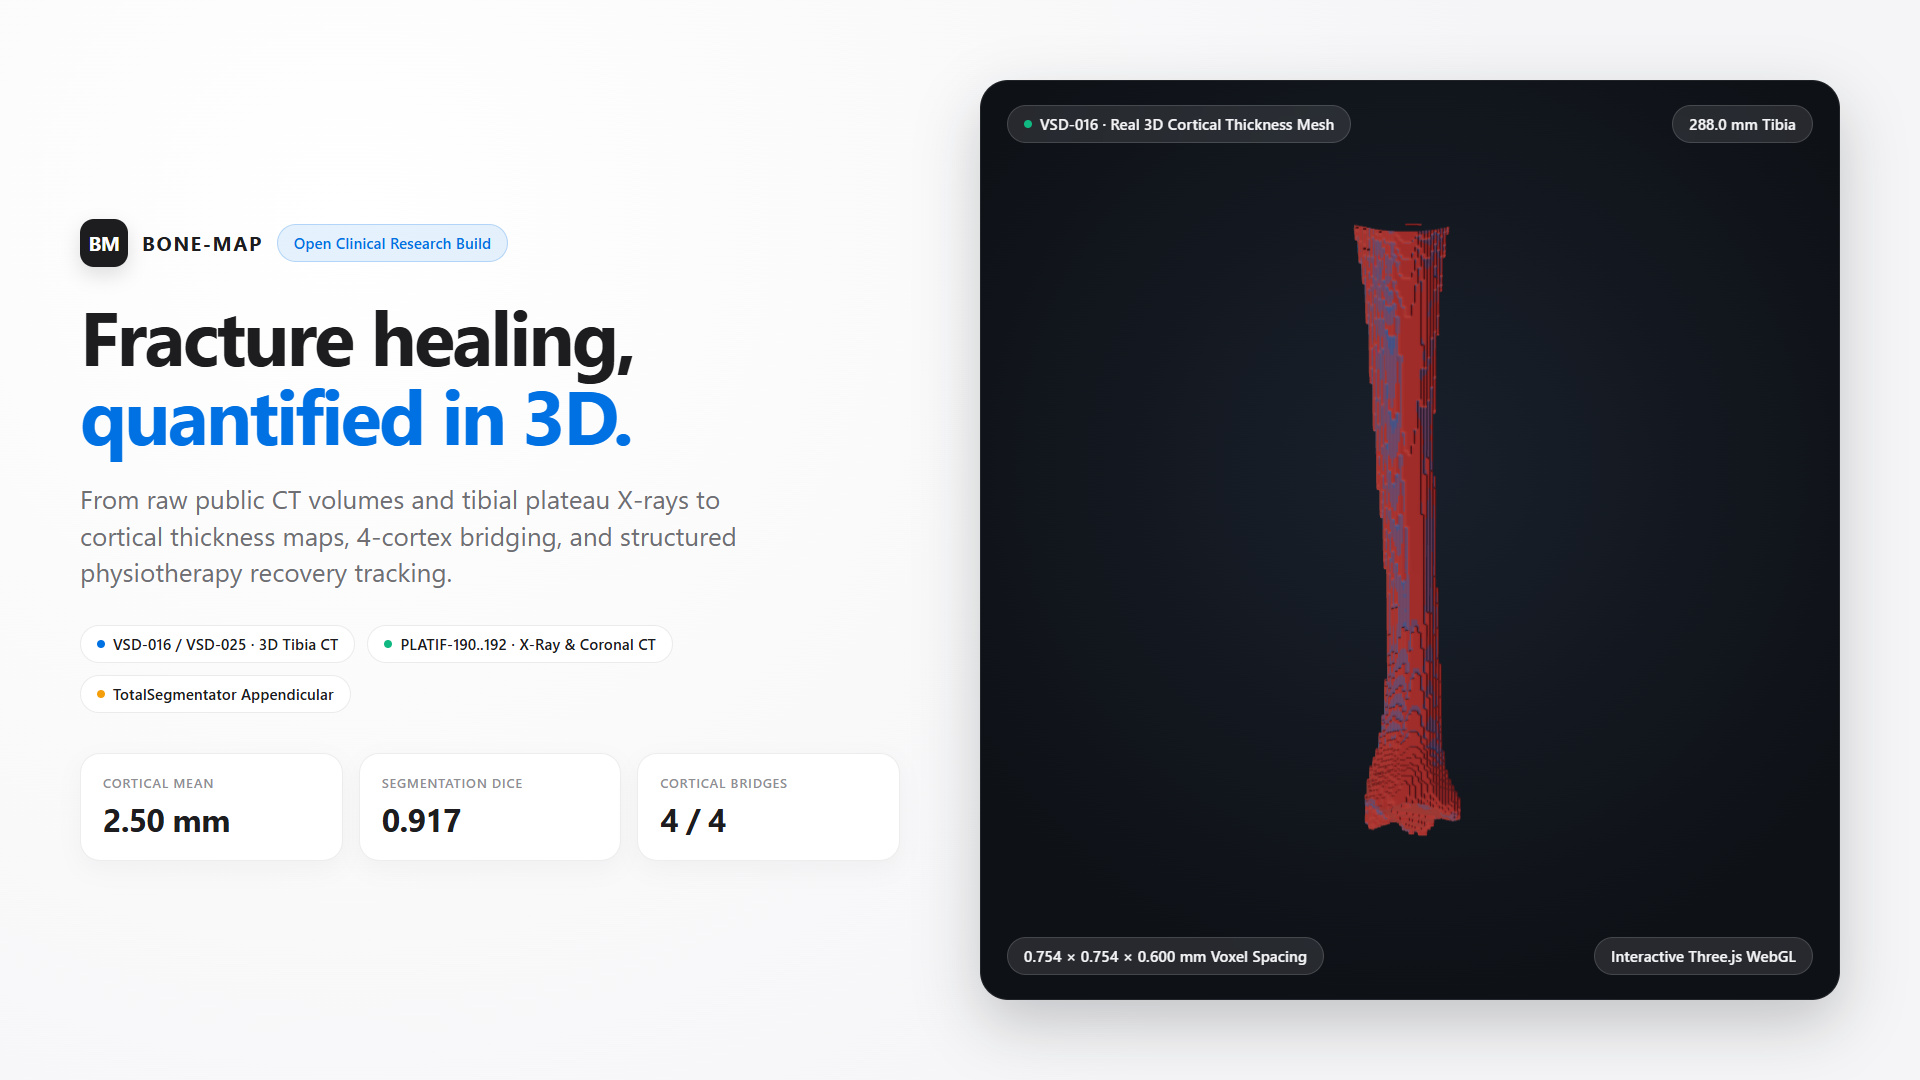 BM
BONE-MAP
Open Clinical Research Build
Fracture healing,
quantified in 3D.
From raw public CT volumes and tibial plateau X-rays to
cortical thickness maps, 4-cortex bridging, and structured
physiotherapy recovery tracking.
VSD-016 / VSD-025 · 3D Tibia CT
PLATIF-190..192 · X-Ray & Coronal CT
TotalSegmentator Appendicular
CORTICAL MEAN
2.50 mm
SEGMENTATION DICE
0.917
CORTICAL BRIDGES
4 / 4
VSD-016 · Real 3D Cortical Thickness Mesh
288.0 mm Tibia
0.754 × 0.754 × 0.600 mm Voxel Spacing
Interactive Three.js WebGL